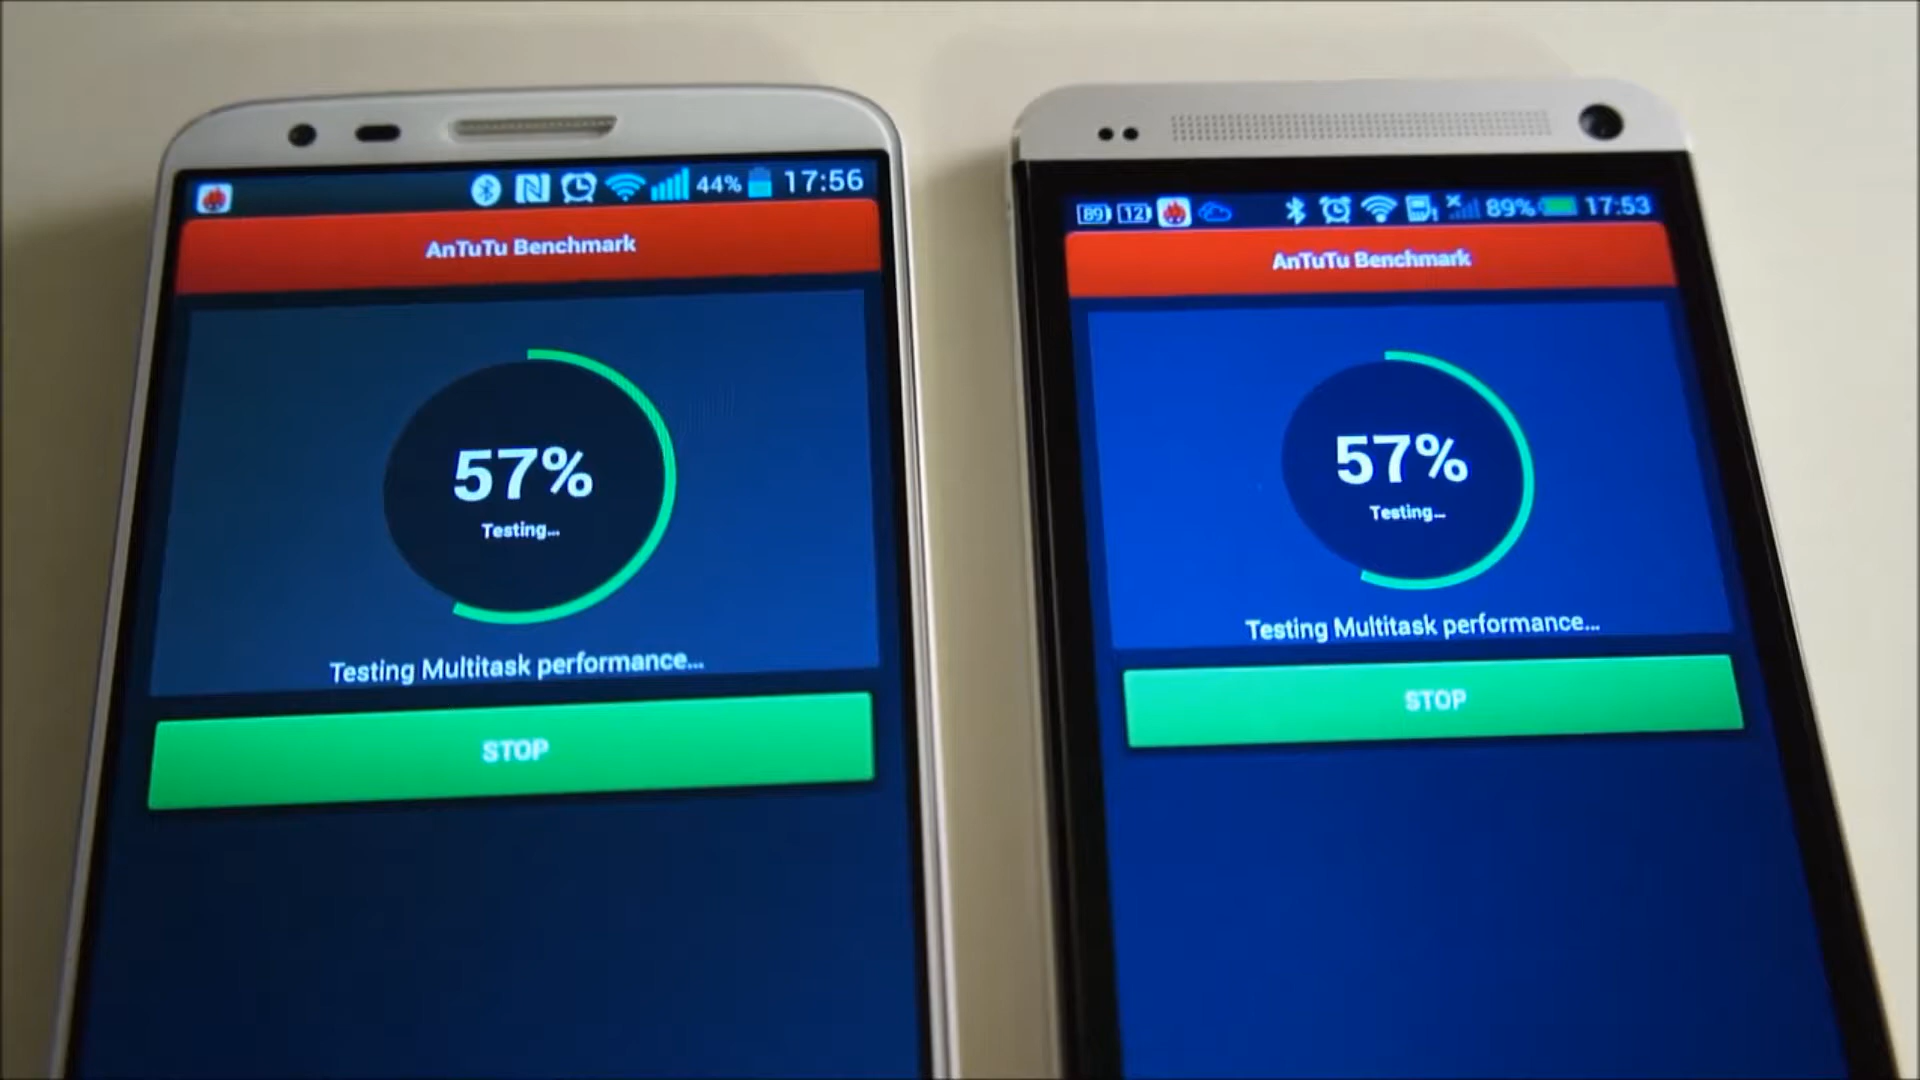 44% 17:56
AnTuTu Benchmark
57%
Testing...
Testing Multitask performance...
STOP
89 12 89% 17:53
AnTuTu Benchmark
57%
Testing...
Testing Multitask performance...
STOP